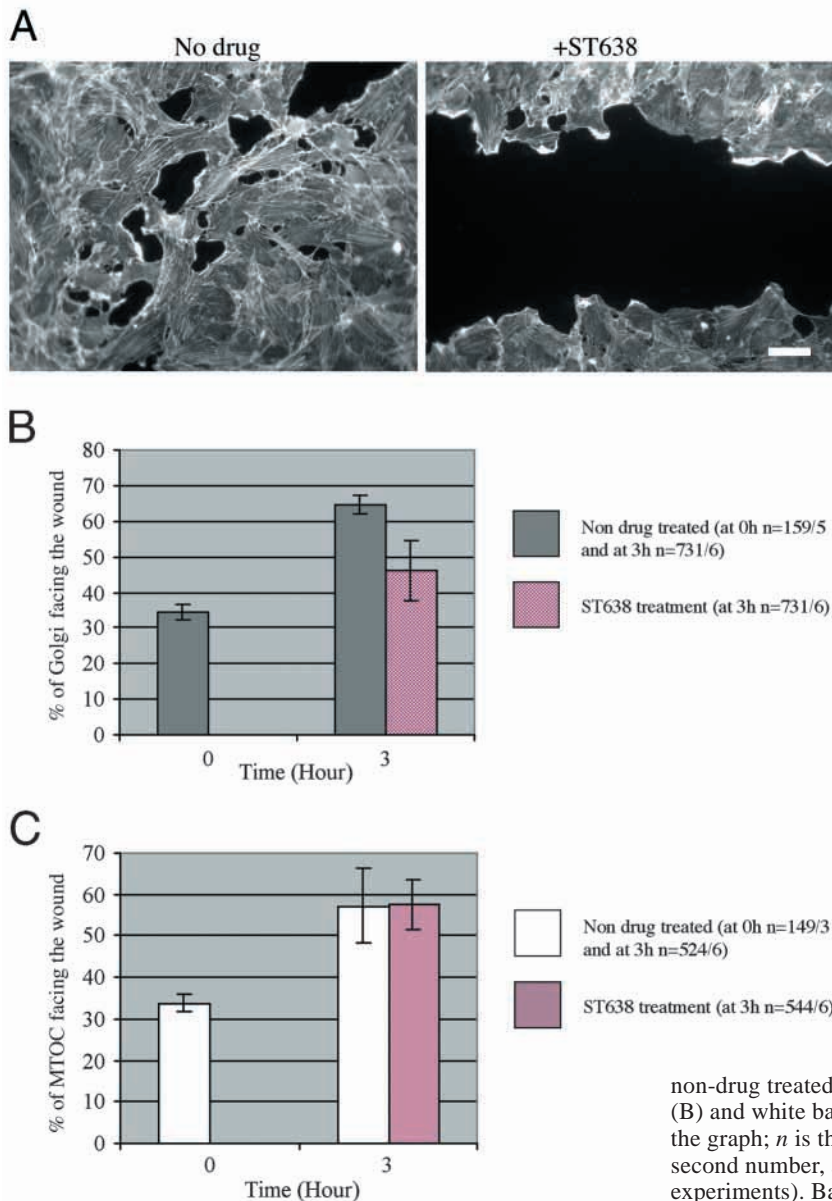 A
No drug
+ST638
B
% of Golgi facing the wound
80
70
60
50
40
30
20
10
0
0
3
Time (Hour)
Non drug treated (at 0h n=159/5
and at 3h n=731/6)
ST638 treatment (at 3h n=731/6)
C
% of MTOC facing the wound
70
60
50
40
30
20
10
0
0
3
Time (Hour)
Non drug treated (at 0h n=149/3
and at 3h n=524/6)
ST638 treatment (at 3h n=544/6)
non-drug treated
(B) and white ba
the graph; n is th
second number,
experiments). Ba